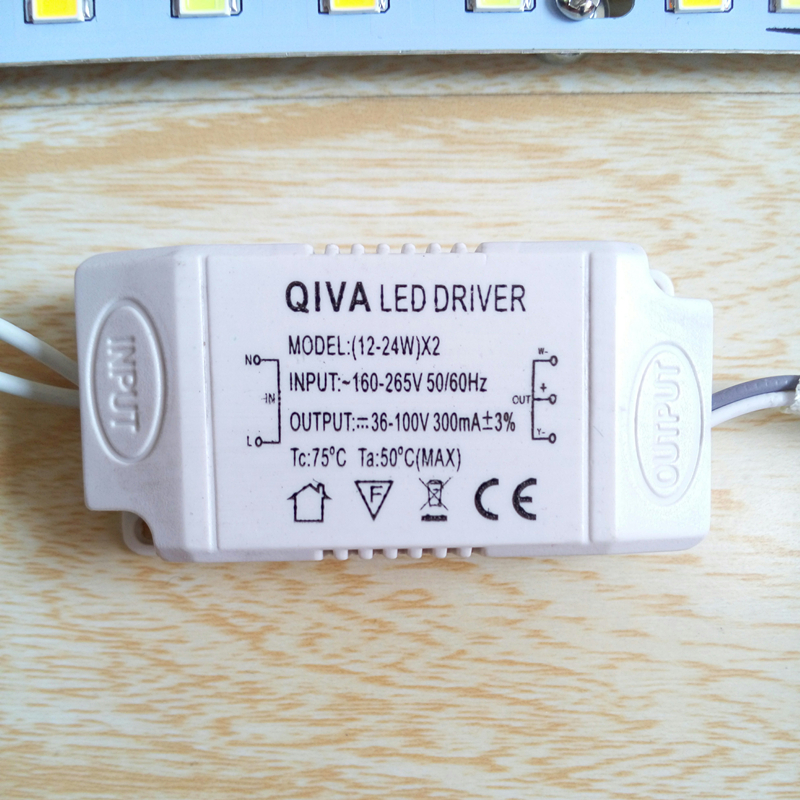 QIVA LED DRIVER
MODEL:(12-24W)X2
INPUT:~160-265V 50/60Hz
OUTPUT:⎓36-100V 300mA±3%
Tc:75°C Ta:50°C(MAX)
INPUT
N
IN
L
W-
+
OUT
Y-
OUTPUT
F
CE